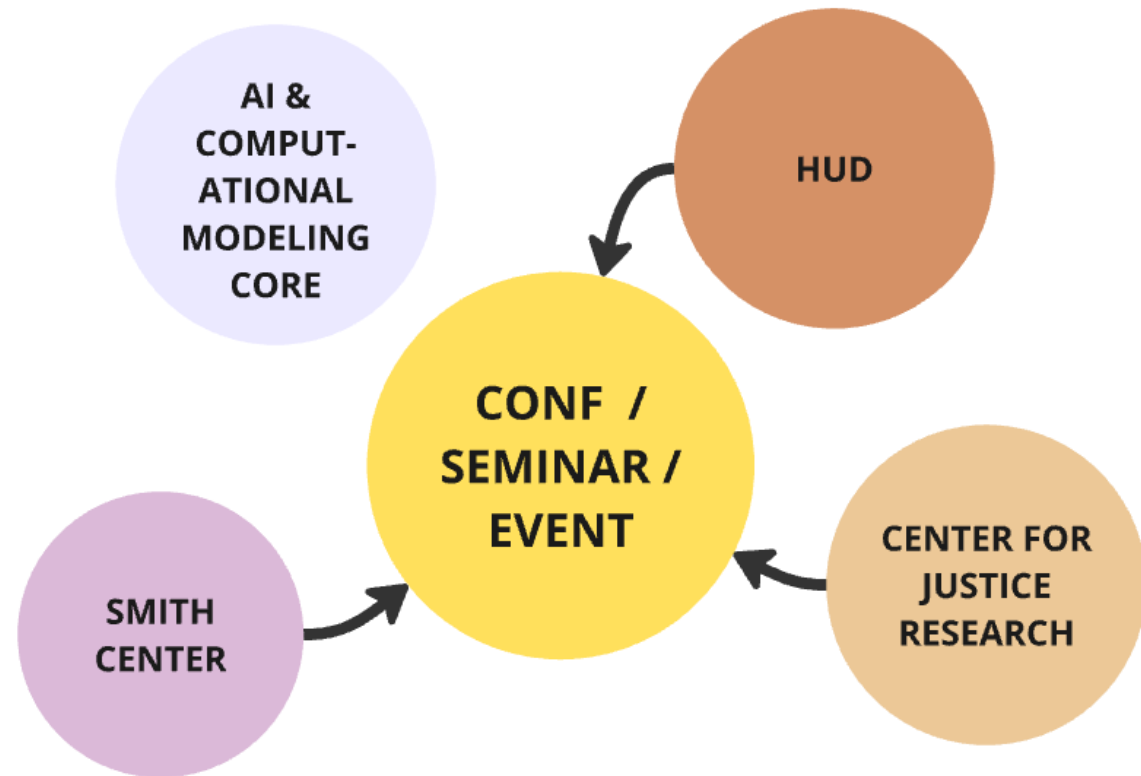 AI &
COMPUT-
ATIONAL
MODELING
CORE
HUD
CONF /
SEMINAR /
EVENT
CENTER FOR
JUSTICE
RESEARCH
SMITH
CENTER